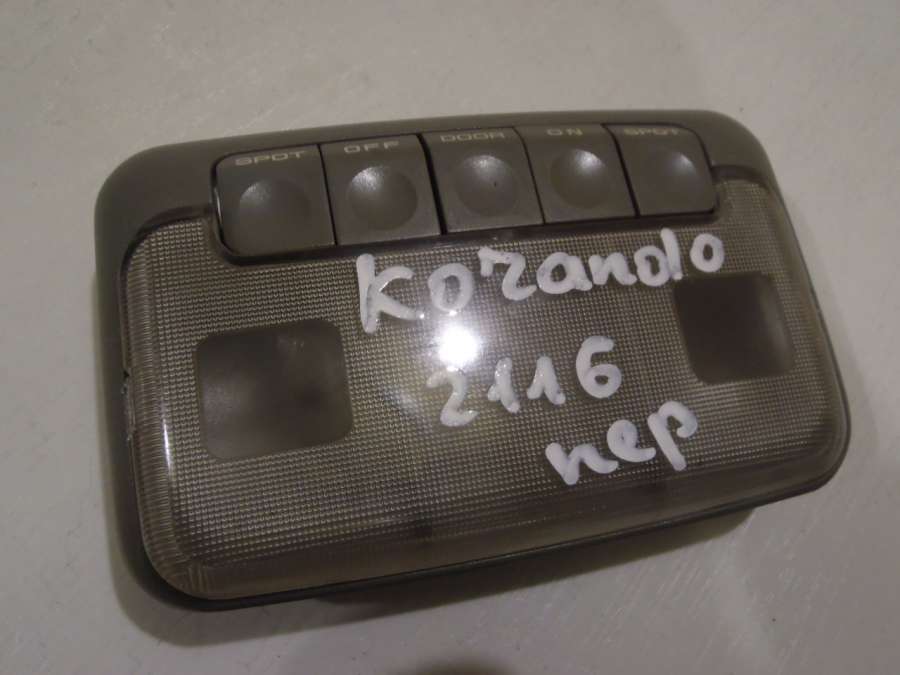 SPOT OFF DOOR ON SPOT
Korando
2116
пер